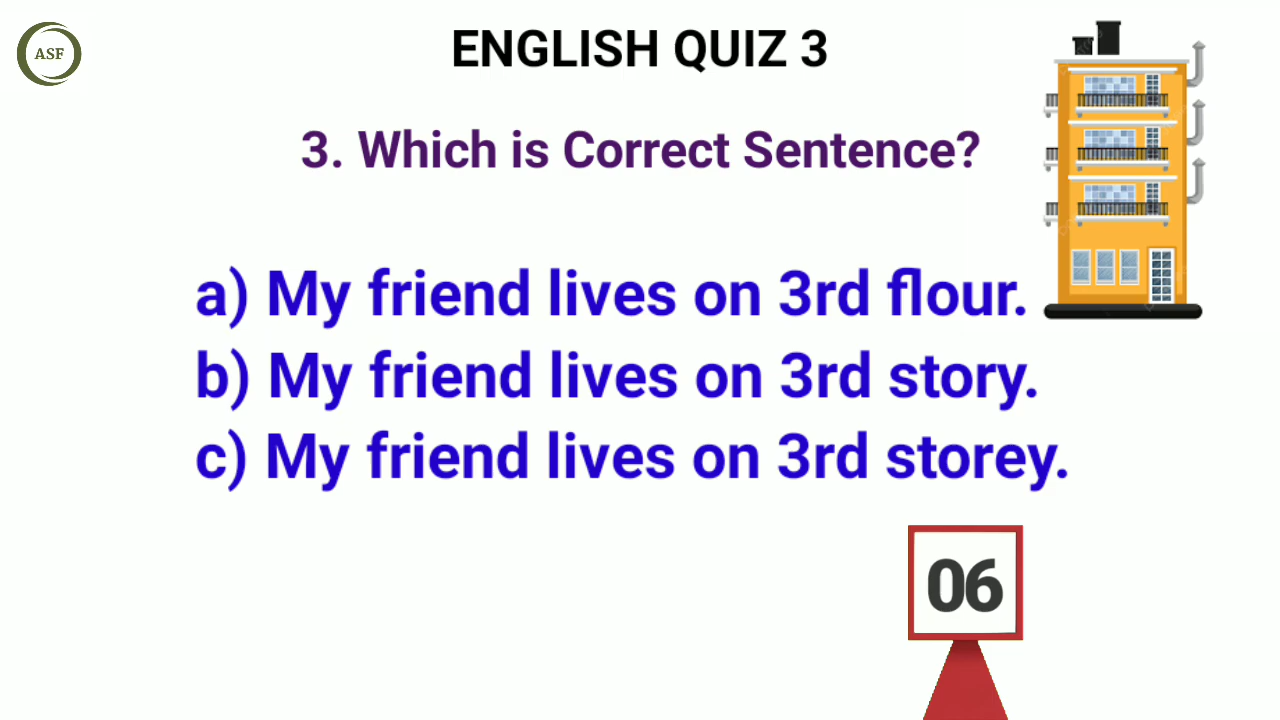 ASF
ENGLISH QUIZ 3
3. Which is Correct Sentence?
a) My friend lives on 3rd flour.
b) My friend lives on 3rd story.
c) My friend lives on 3rd storey.
06